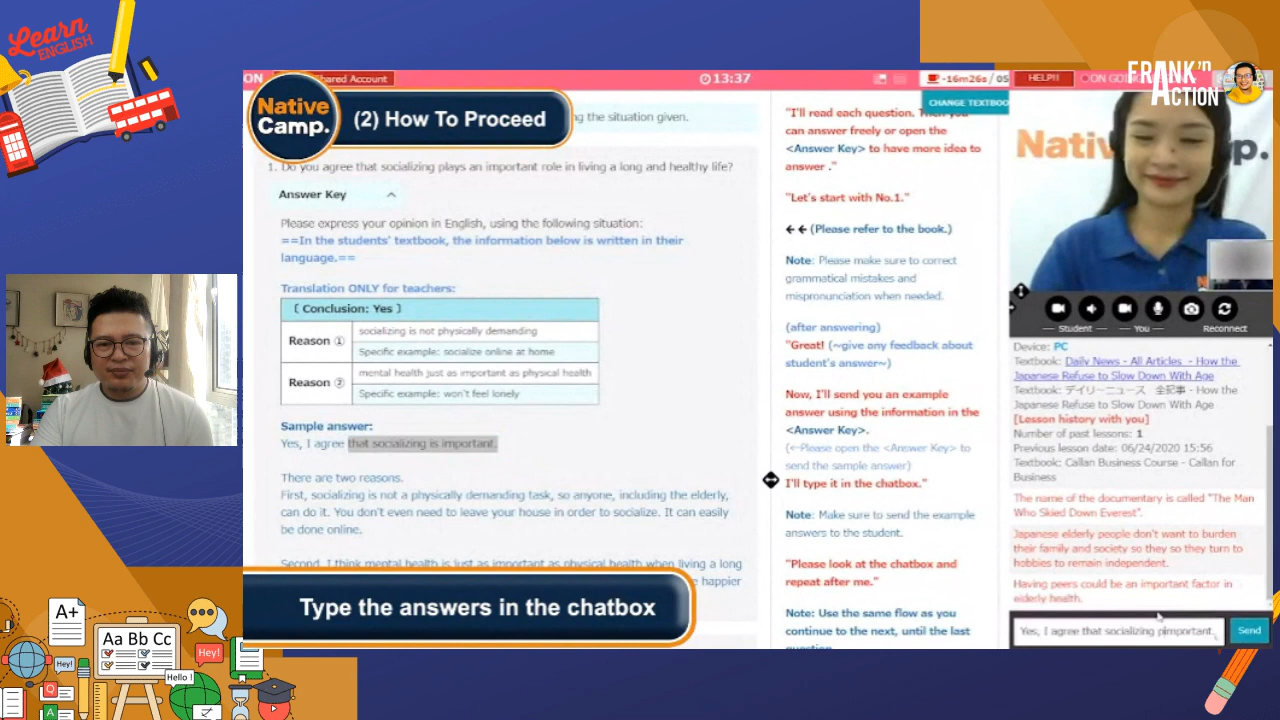 Learn
ENGLISH
FRANK'n
ACTION
ON
Shared Account
13:37
-16m26s/ 05
HELP!!
CHANGE TEXTBOO
Native
Camp.
(2) How To Proceed
ng the situation given.
1. Do you agree that socializing plays an important role in living a long and healthy life?
Answer Key
Please express your opinion in English, using the following situation:
==In the students' textbook, the information below is written in their
language.==
Translation ONLY for teachers:
〔 Conclusion: Yes 〕
Reason ①
socializing is not physically demanding
Specific example: socialize online at home
Reason ②
mental health just as important as physical health
Specific example: won't feel lonely
Sample answer:
Yes, I agree that socializing is important.
There are two reasons.
First, socializing is not a physically demanding task, so anyone, including the elderly,
can do it. You don't even need to leave your house in order to socialize. It can easily
be done online.
Second, I think mental health is just as important as physical health when living a long
happier
Type the answers in the chatbox
"I'll read each question. Then you
can answer freely or open the
<Answer Key> to have more idea to
answer ."
"Let's start with No.1."
←← (Please refer to the book.)
Note: Please make sure to correct
grammatical mistakes and
mispronunciation when needed.
(after answering)
"Great! (~give any feedback about
student's answer~)
Now, I'll send you an example
answer using the information in the
<Answer Key>.
(←Please open the <Answer Key> to
send the sample answer)
I'll type it in the chatbox."
Note: Make sure to send the example
answers to the student.
"Please look at the chatbox and
repeat after me."
Note: Use the same flow as you
continue to the next, until the last
question.
Nativ
p.
— Student — — You —
Reconnect
Device: PC
Textbook: Daily News - All Articles - How the
Japanese Refuse to Slow Down With Age
Textbook: デイリーニュース 全記事 - How the
Japanese Refuse to Slow Down With Age
[Lesson history with you]
Number of past lessons: 1
Previous lesson date: 06/24/2020 15:56
Textbook: Callan Business Course - Callan for
Business
The name of the documentary is called "The Man
Who Skied Down Everest".
Japanese elderly people don't want to burden
their family and society so they so they turn to
hobbies to remain independent.
Having peers could be an important factor in
elderly health.
Yes, I agree that socializing pimportant.
Send
A+
Aa Bb Cc
Hey!
Hey!
Hello !
Q
A